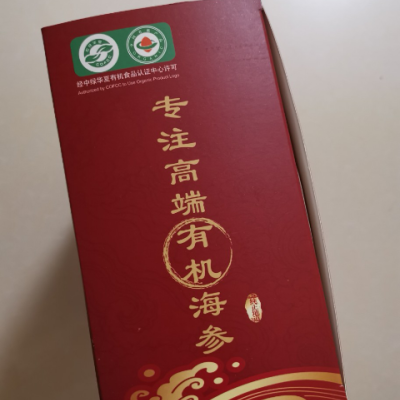 经中绿华夏有机食品认证中心许可
Authorized by COFCC to Use Organic Product Logo
专注高端有机海参